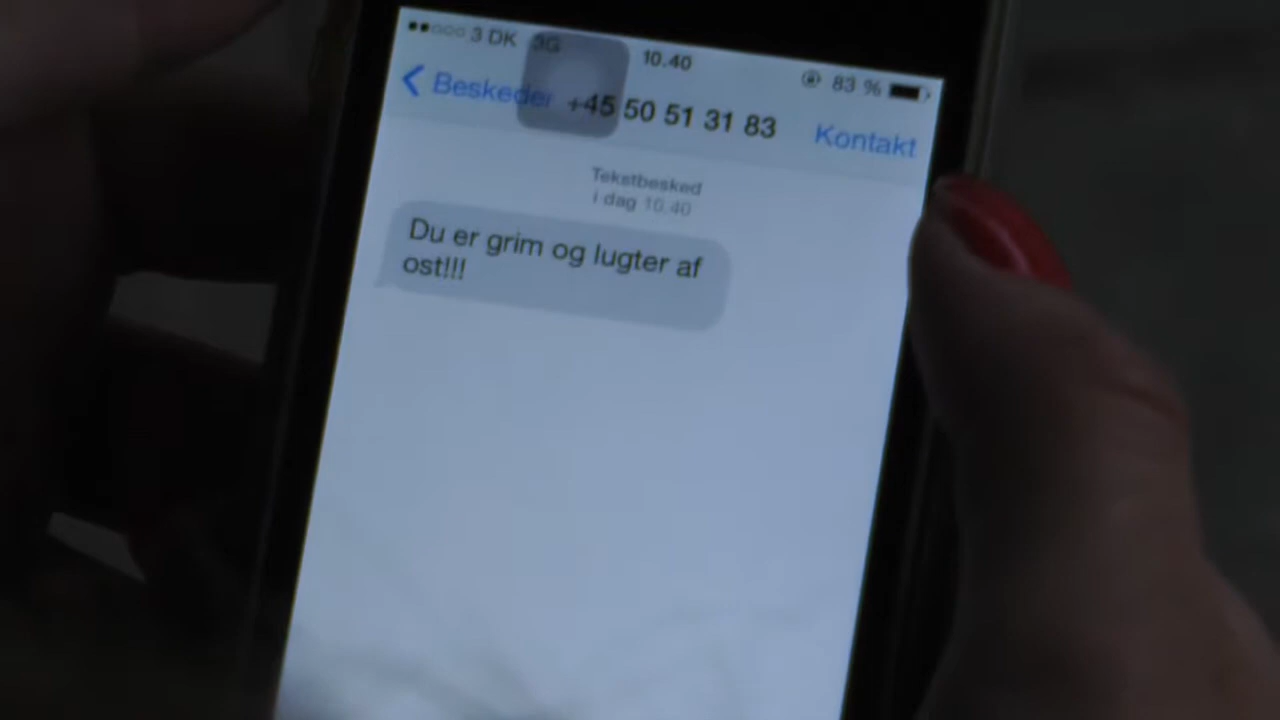 3 DK 3G 10.40 83 %
Beskeder +45 50 51 31 83 Kontakt
Tekstbesked
i dag 10.40
Du er grim og lugter af
ost!!!